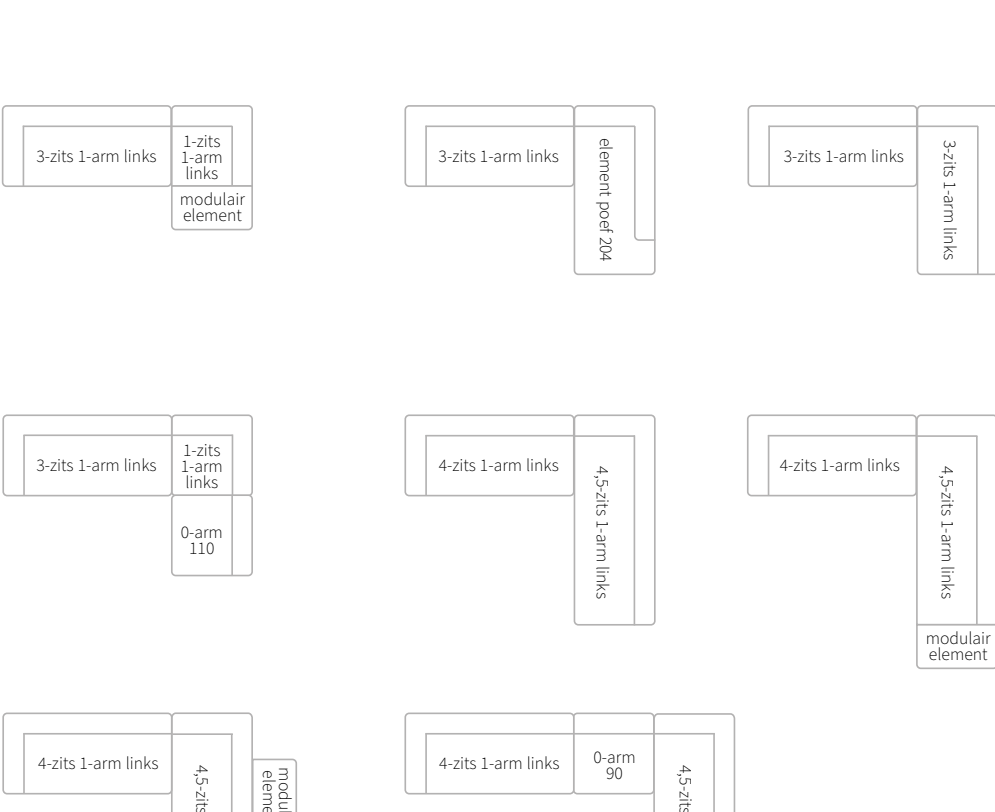 3-zits 1-arm links
1-zits
1-arm
links
modulair
element
3-zits 1-arm links
element poef 204
3-zits 1-arm links
3-zits 1-arm links
3-zits 1-arm links
1-zits
1-arm
links
0-arm
110
4-zits 1-arm links
4,5-zits 1-arm links
4-zits 1-arm links
4,5-zits 1-arm links
modulair
element
4-zits 1-arm links
4,5-zits
modul
eleme
4-zits 1-arm links
0-arm
90
4,5-zits